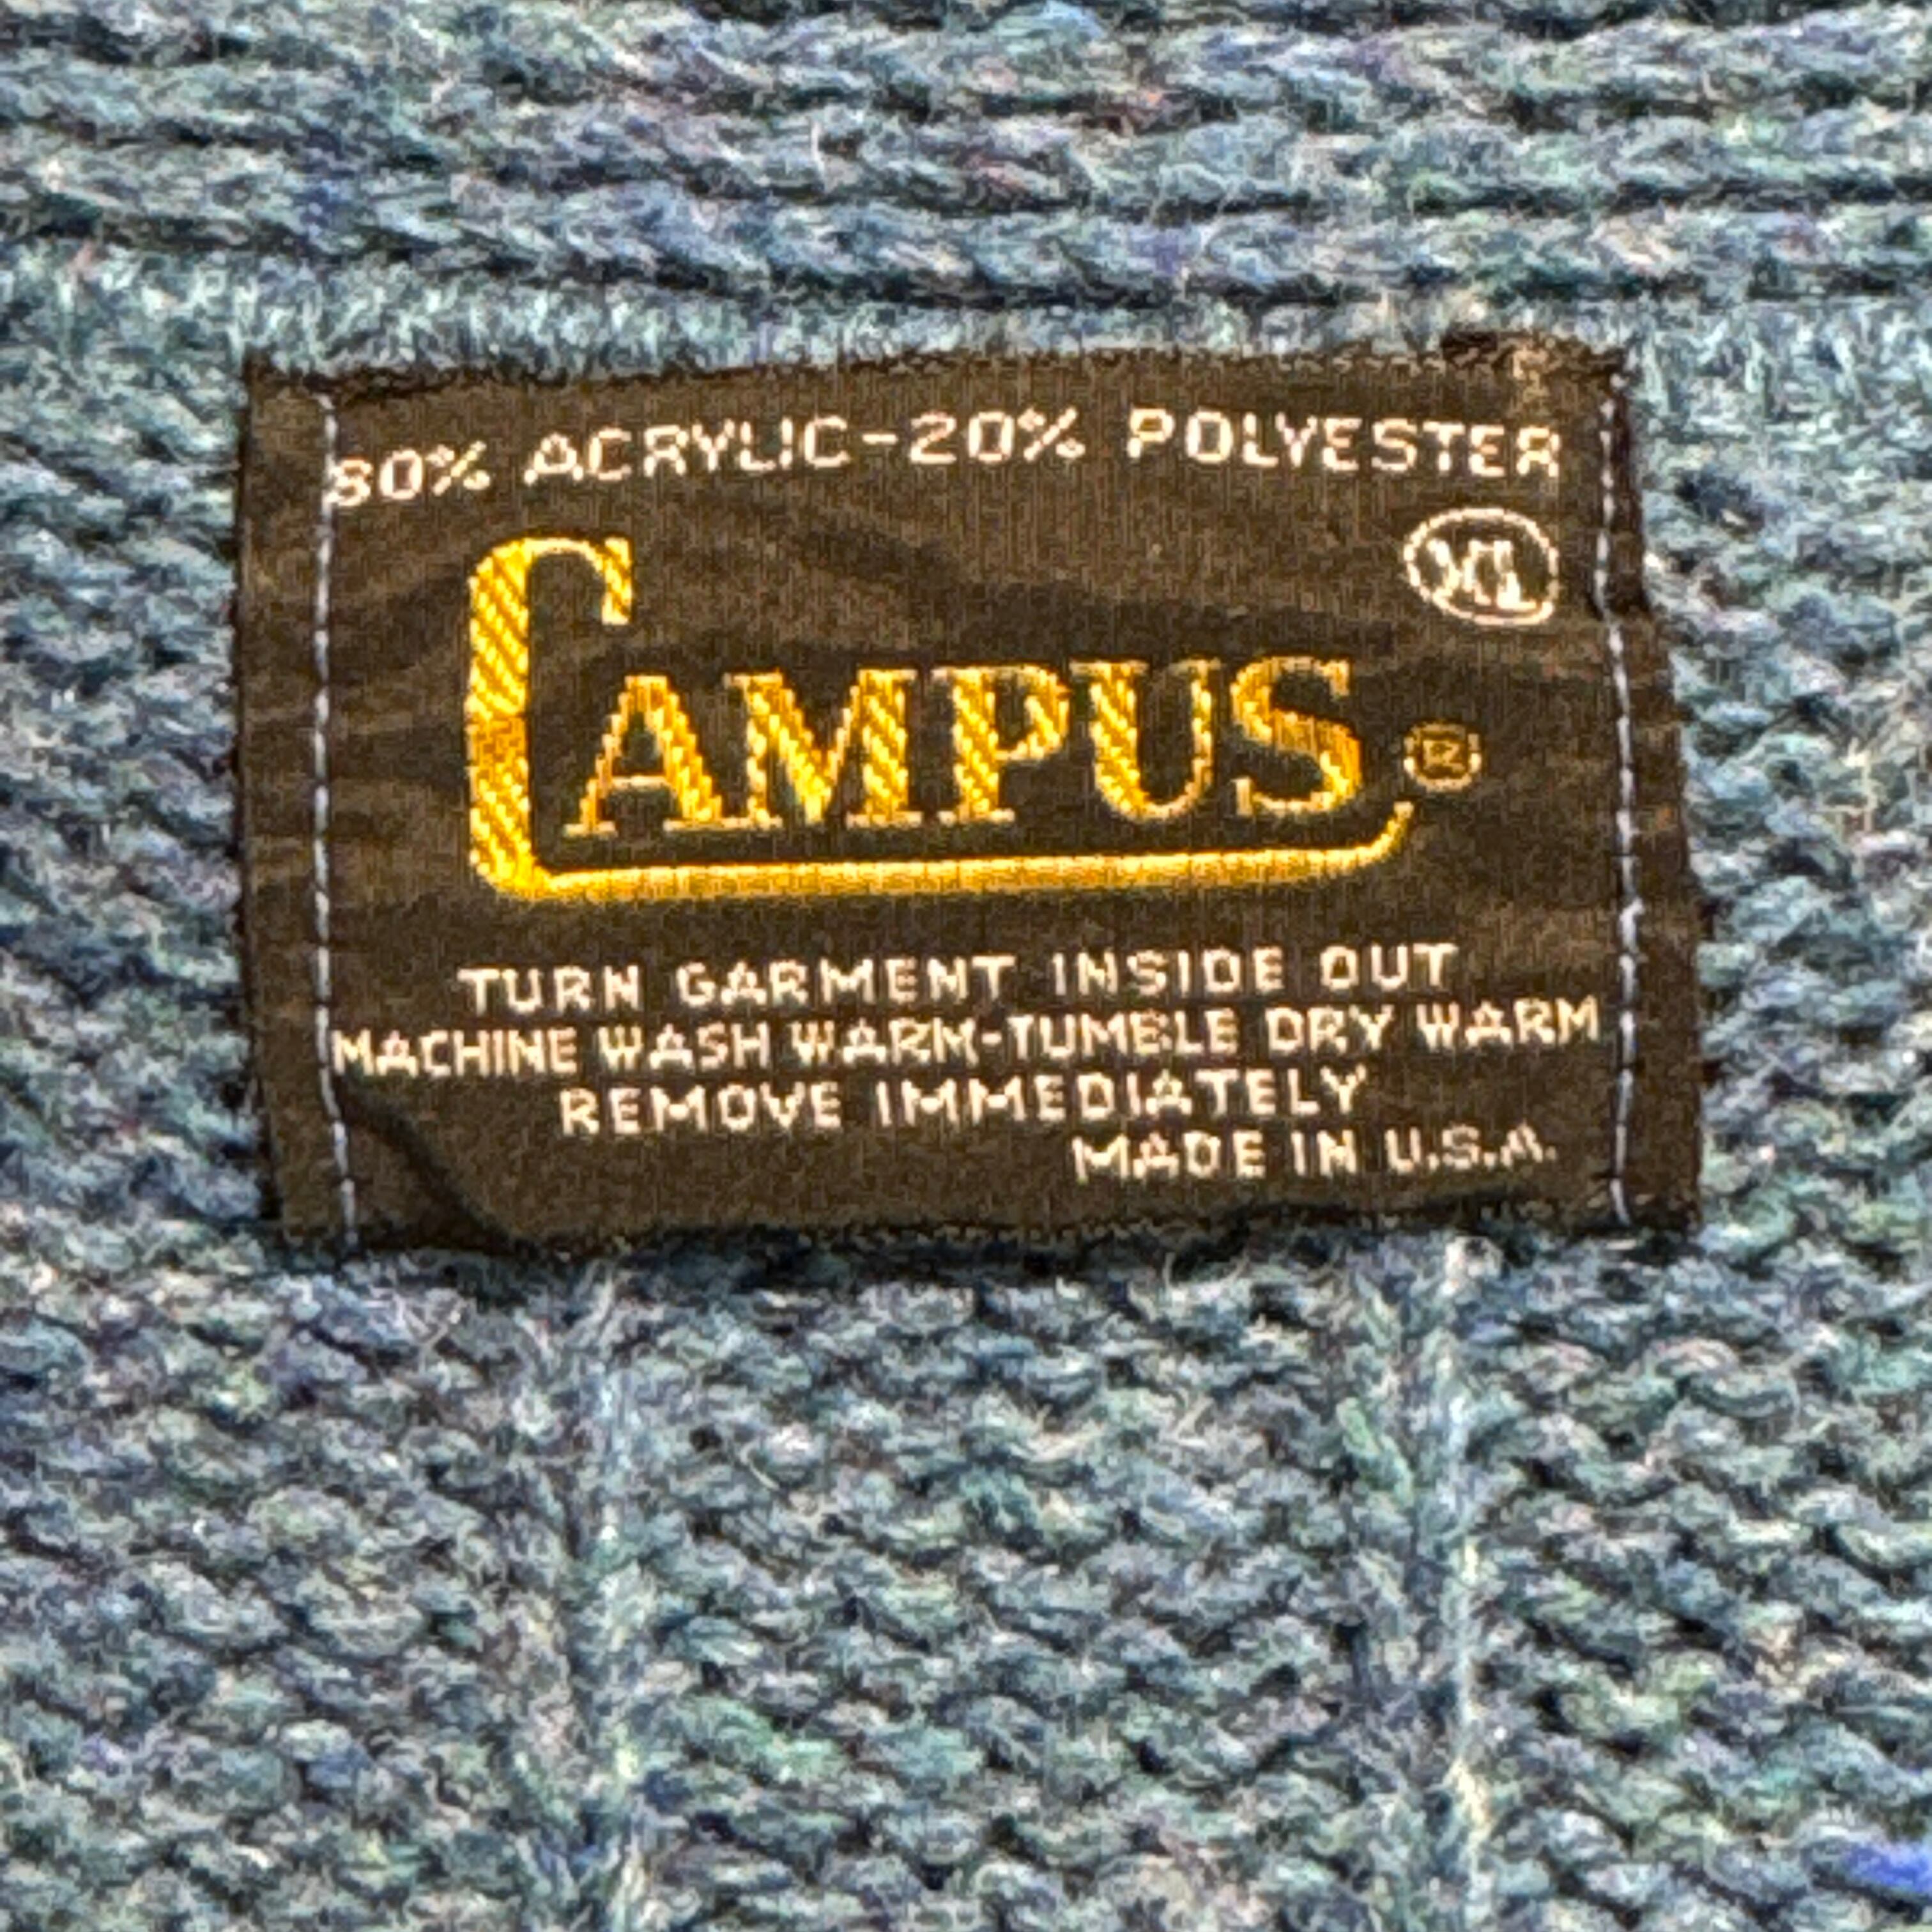 80% ACRYLIC-20% POLYESTER
XL
CAMPUS®
TURN GARMENT INSIDE OUT
MACHINE WASH WARM-TUMBLE DRY WARM
REMOVE IMMEDIATELY
MADE IN U.S.A.